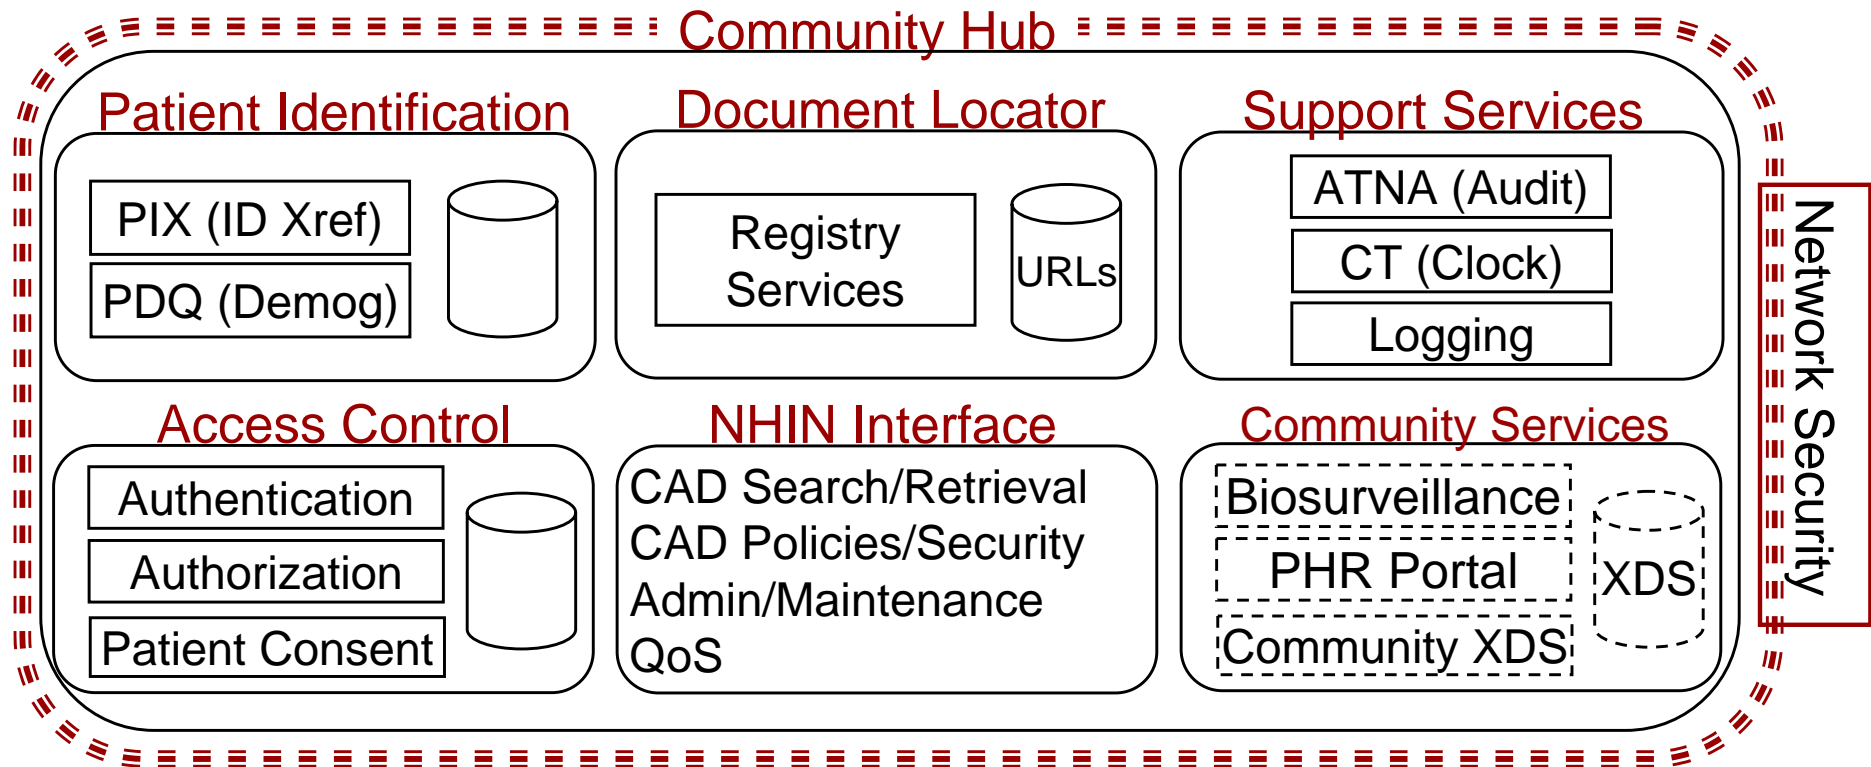 Community Hub
Patient Identification
PIX (ID Xref)
PDQ (Demog)
Document Locator
Registry
Services
URLs
Support Services
ATNA (Audit)
CT (Clock)
Logging
Access Control
Authentication
Authorization
Patient Consent
NHIN Interface
CAD Search/Retrieval
CAD Policies/Security
Admin/Maintenance
QoS
Community Services
Biosurveillance
PHR Portal
Community XDS
XDS
Network Security